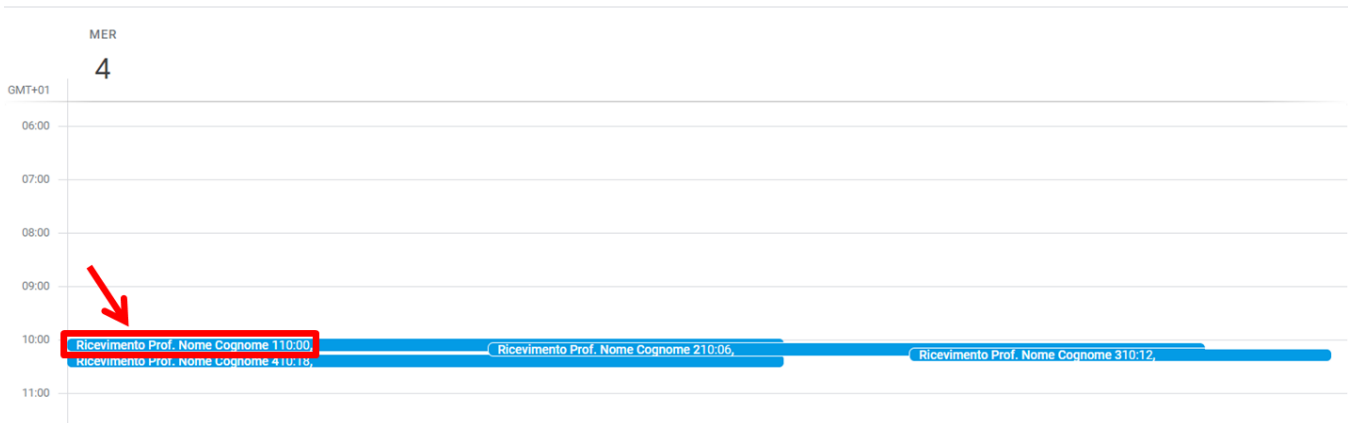 MER
4
GMT+01
06:00
07:00
08:00
09:00
10:00
Ricevimento Prof. Nome Cognome 110:00,
Ricevimento Prof. Nome Cognome 210:06,
Ricevimento Prof. Nome Cognome 310:12,
Ricevimento Prof. Nome Cognome 410:18,
11:00